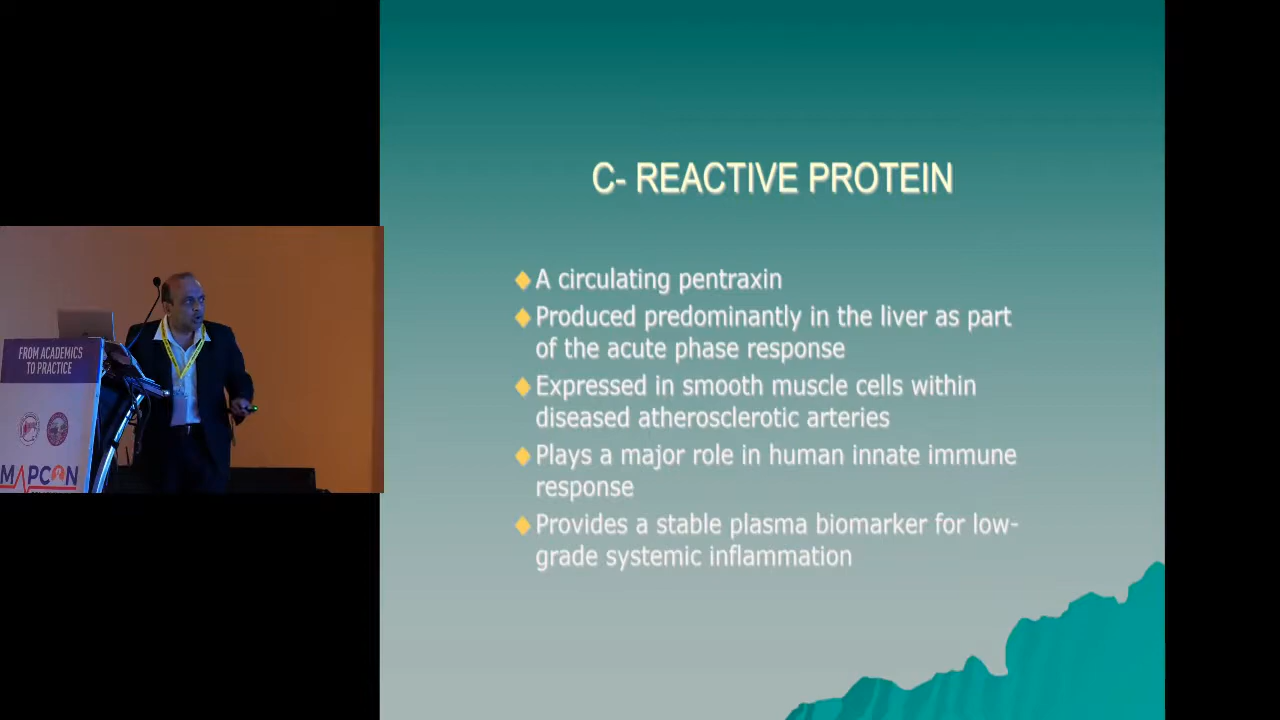 C- REACTIVE PROTEIN
A circulating pentraxin
Produced predominantly in the liver as part
of the acute phase response
Expressed in smooth muscle cells within
diseased atherosclerotic arteries
Plays a major role in human innate immune
response
Provides a stable plasma biomarker for low-
grade systemic inflammation
FROM ACADEMICS
TO PRACTICE
MAPCON